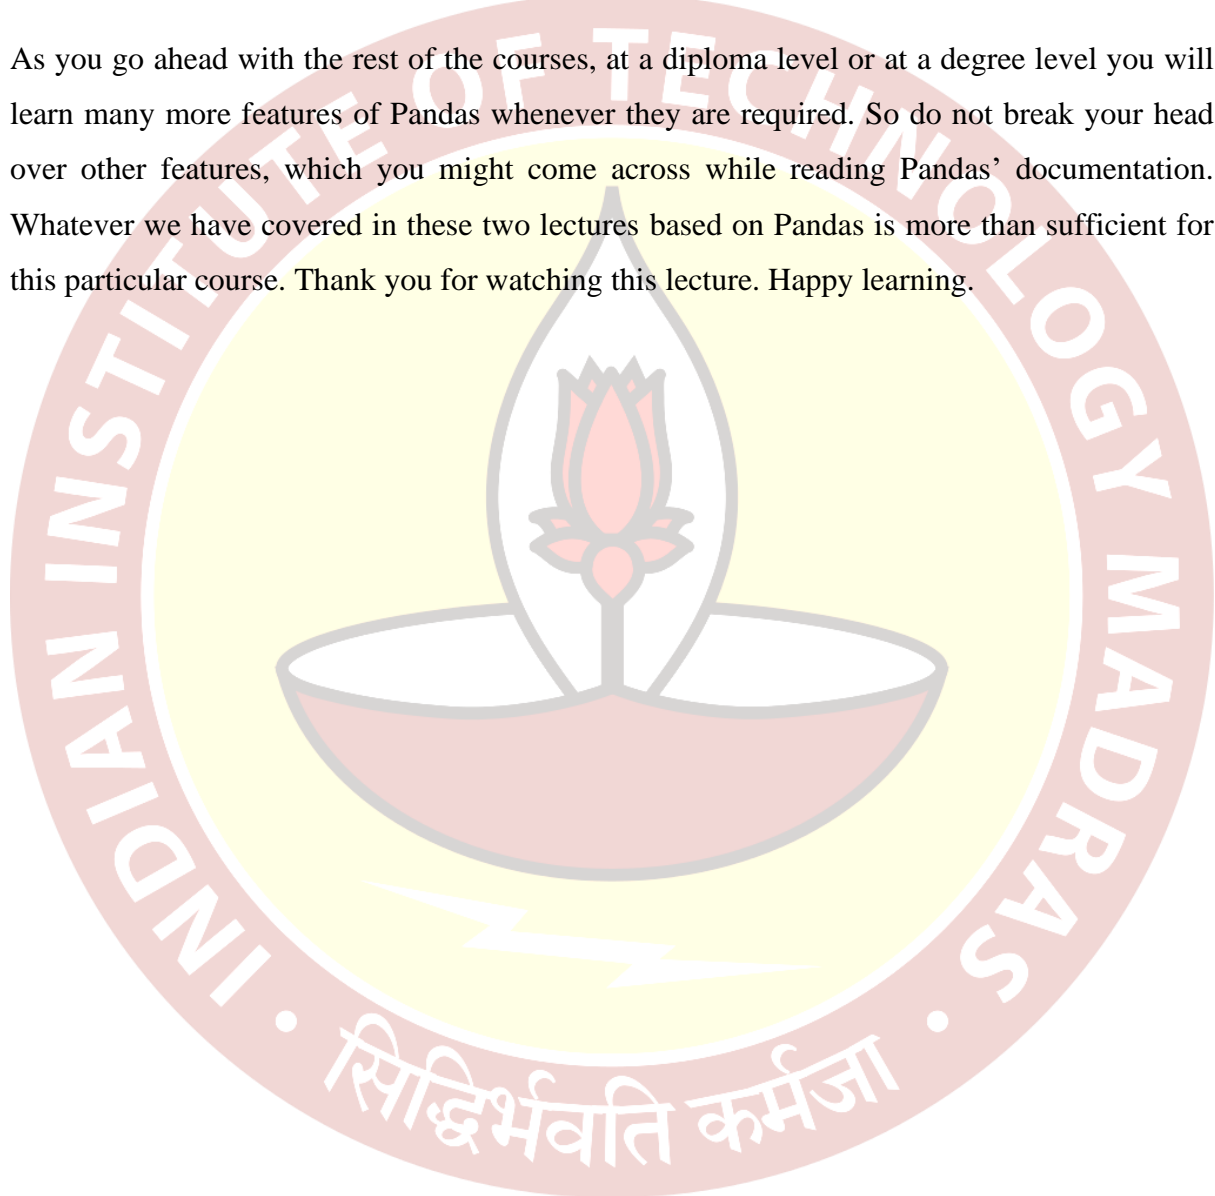 As you go ahead with the rest of the courses, at a diploma level or at a degree level you will
learn many more features of Pandas whenever they are required. So do not break your head
over other features, which you might come across while reading Pandas’ documentation.
Whatever we have covered in these two lectures based on Pandas is more than sufficient for
this particular course. Thank you for watching this lecture. Happy learning.
INDIAN INSTITUTE OF TECHNOLOGY MADRAS
सिद्धिर्भवति कर्मजा